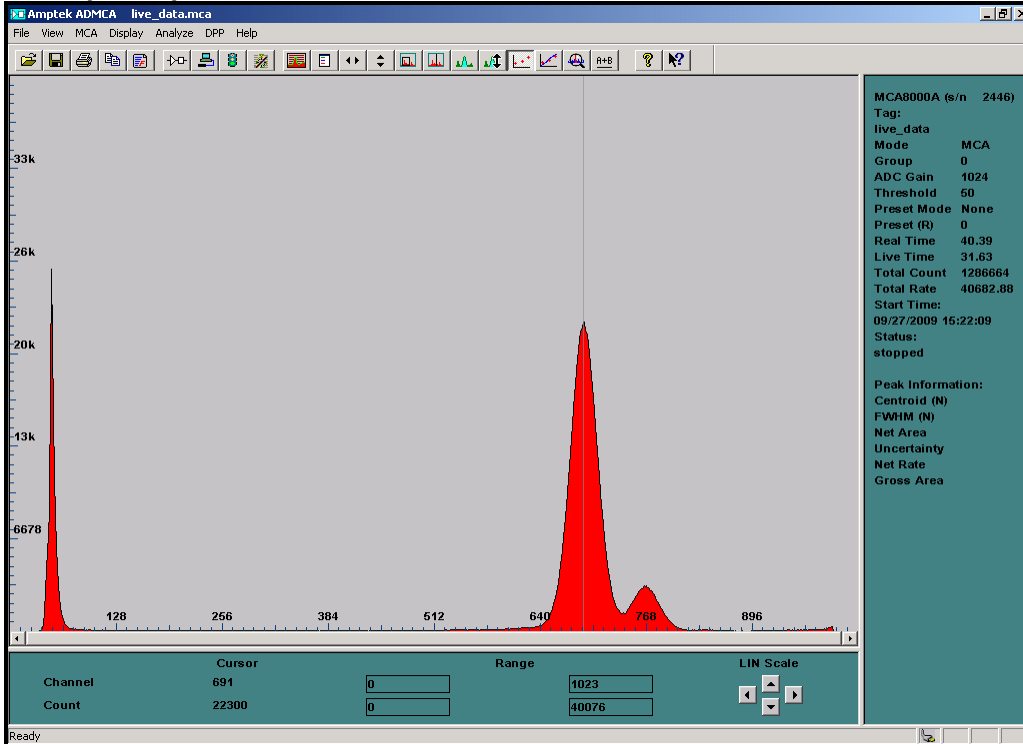 Amptek ADMCA live_data.mca
File View MCA Display Analyze DPP Help
A+B
33k
26k
20k
13k
6678
128 256 384 512 640 768 896
MCA8000A (s/n 2446)
Tag:
live_data
Mode MCA
Group 0
ADC Gain 1024
Threshold 50
Preset Mode None
Preset (R) 0
Real Time 40.39
Live Time 31.63
Total Count 1286664
Total Rate 40682.88
Start Time:
09/27/2009 15:22:09
Status:
stopped
Peak Information:
Centroid (N)
FWHM (N)
Net Area
Uncertainty
Net Rate
Gross Area
Cursor Range LIN Scale
Channel 691 0 1023
Count 22300 0 40076
Ready